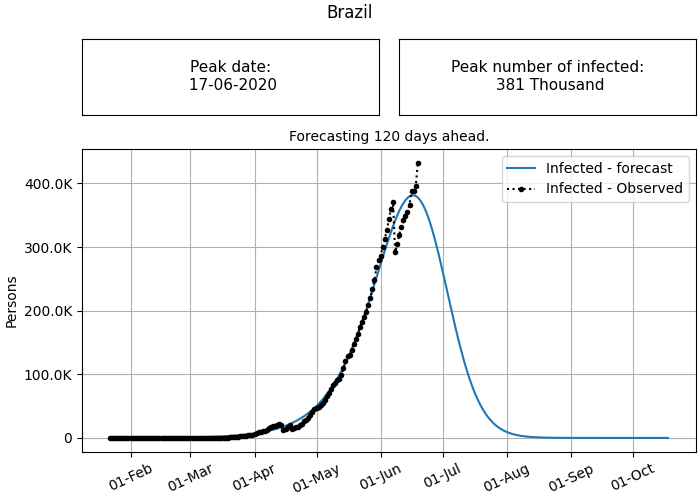 Brazil
Peak date:
17-06-2020
Peak number of infected:
381 Thousand
Forecasting 120 days ahead.
Infected - forecast
Infected - Observed
Persons
400.0K
300.0K
200.0K
100.0K
0
01-Feb
01-Mar
01-Apr
01-May
01-Jun
01-Jul
01-Aug
01-Sep
01-Oct